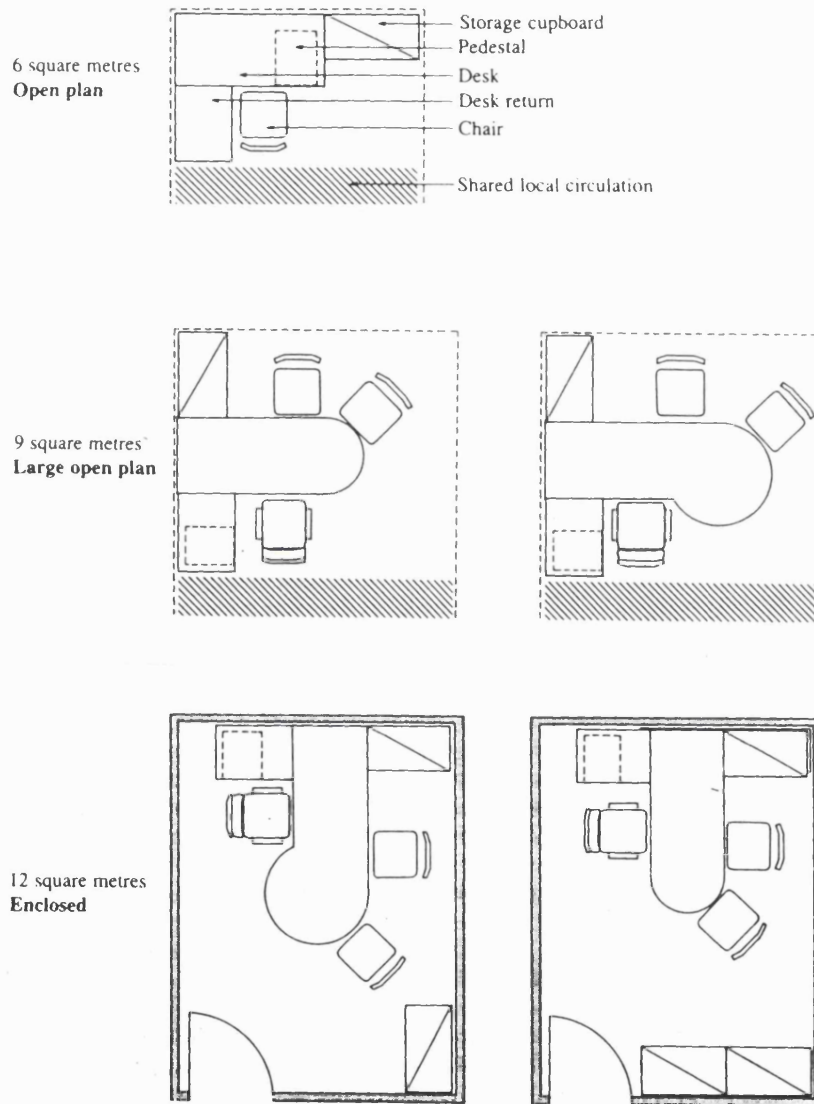 Storage cupboard
Pedestal
6 square metres
Open plan
Desk
Desk return
Chair
Shared local circulation
9 square metres
Large open plan
12 square metres
Enclosed